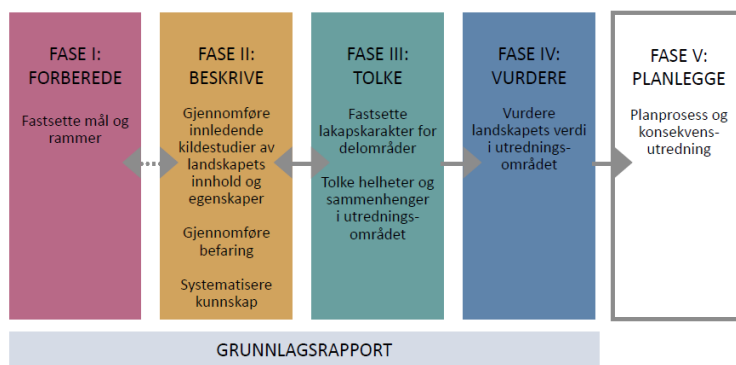 FASE I:
FORBEREDE
Fastsette mål og
rammer
FASE II:
BESKRIVE
Gjennomføre
innledende
kildestudier av
landskapets
innhold og
egenskaper
Gjennomføre
befaring
Systematisere
kunnskap
FASE III:
TOLKE
Fastsette
lakapskarakter for
delområder
Tolke helheter og
sammenhenger
i utrednings-
området
FASE IV:
VURDERE
Vurdere
landskapets verdi
i utrednings-
området
FASE V:
PLANLEGGE
Planprosess og
konsekvens-
utredning
GRUNNLAGSRAPPORT